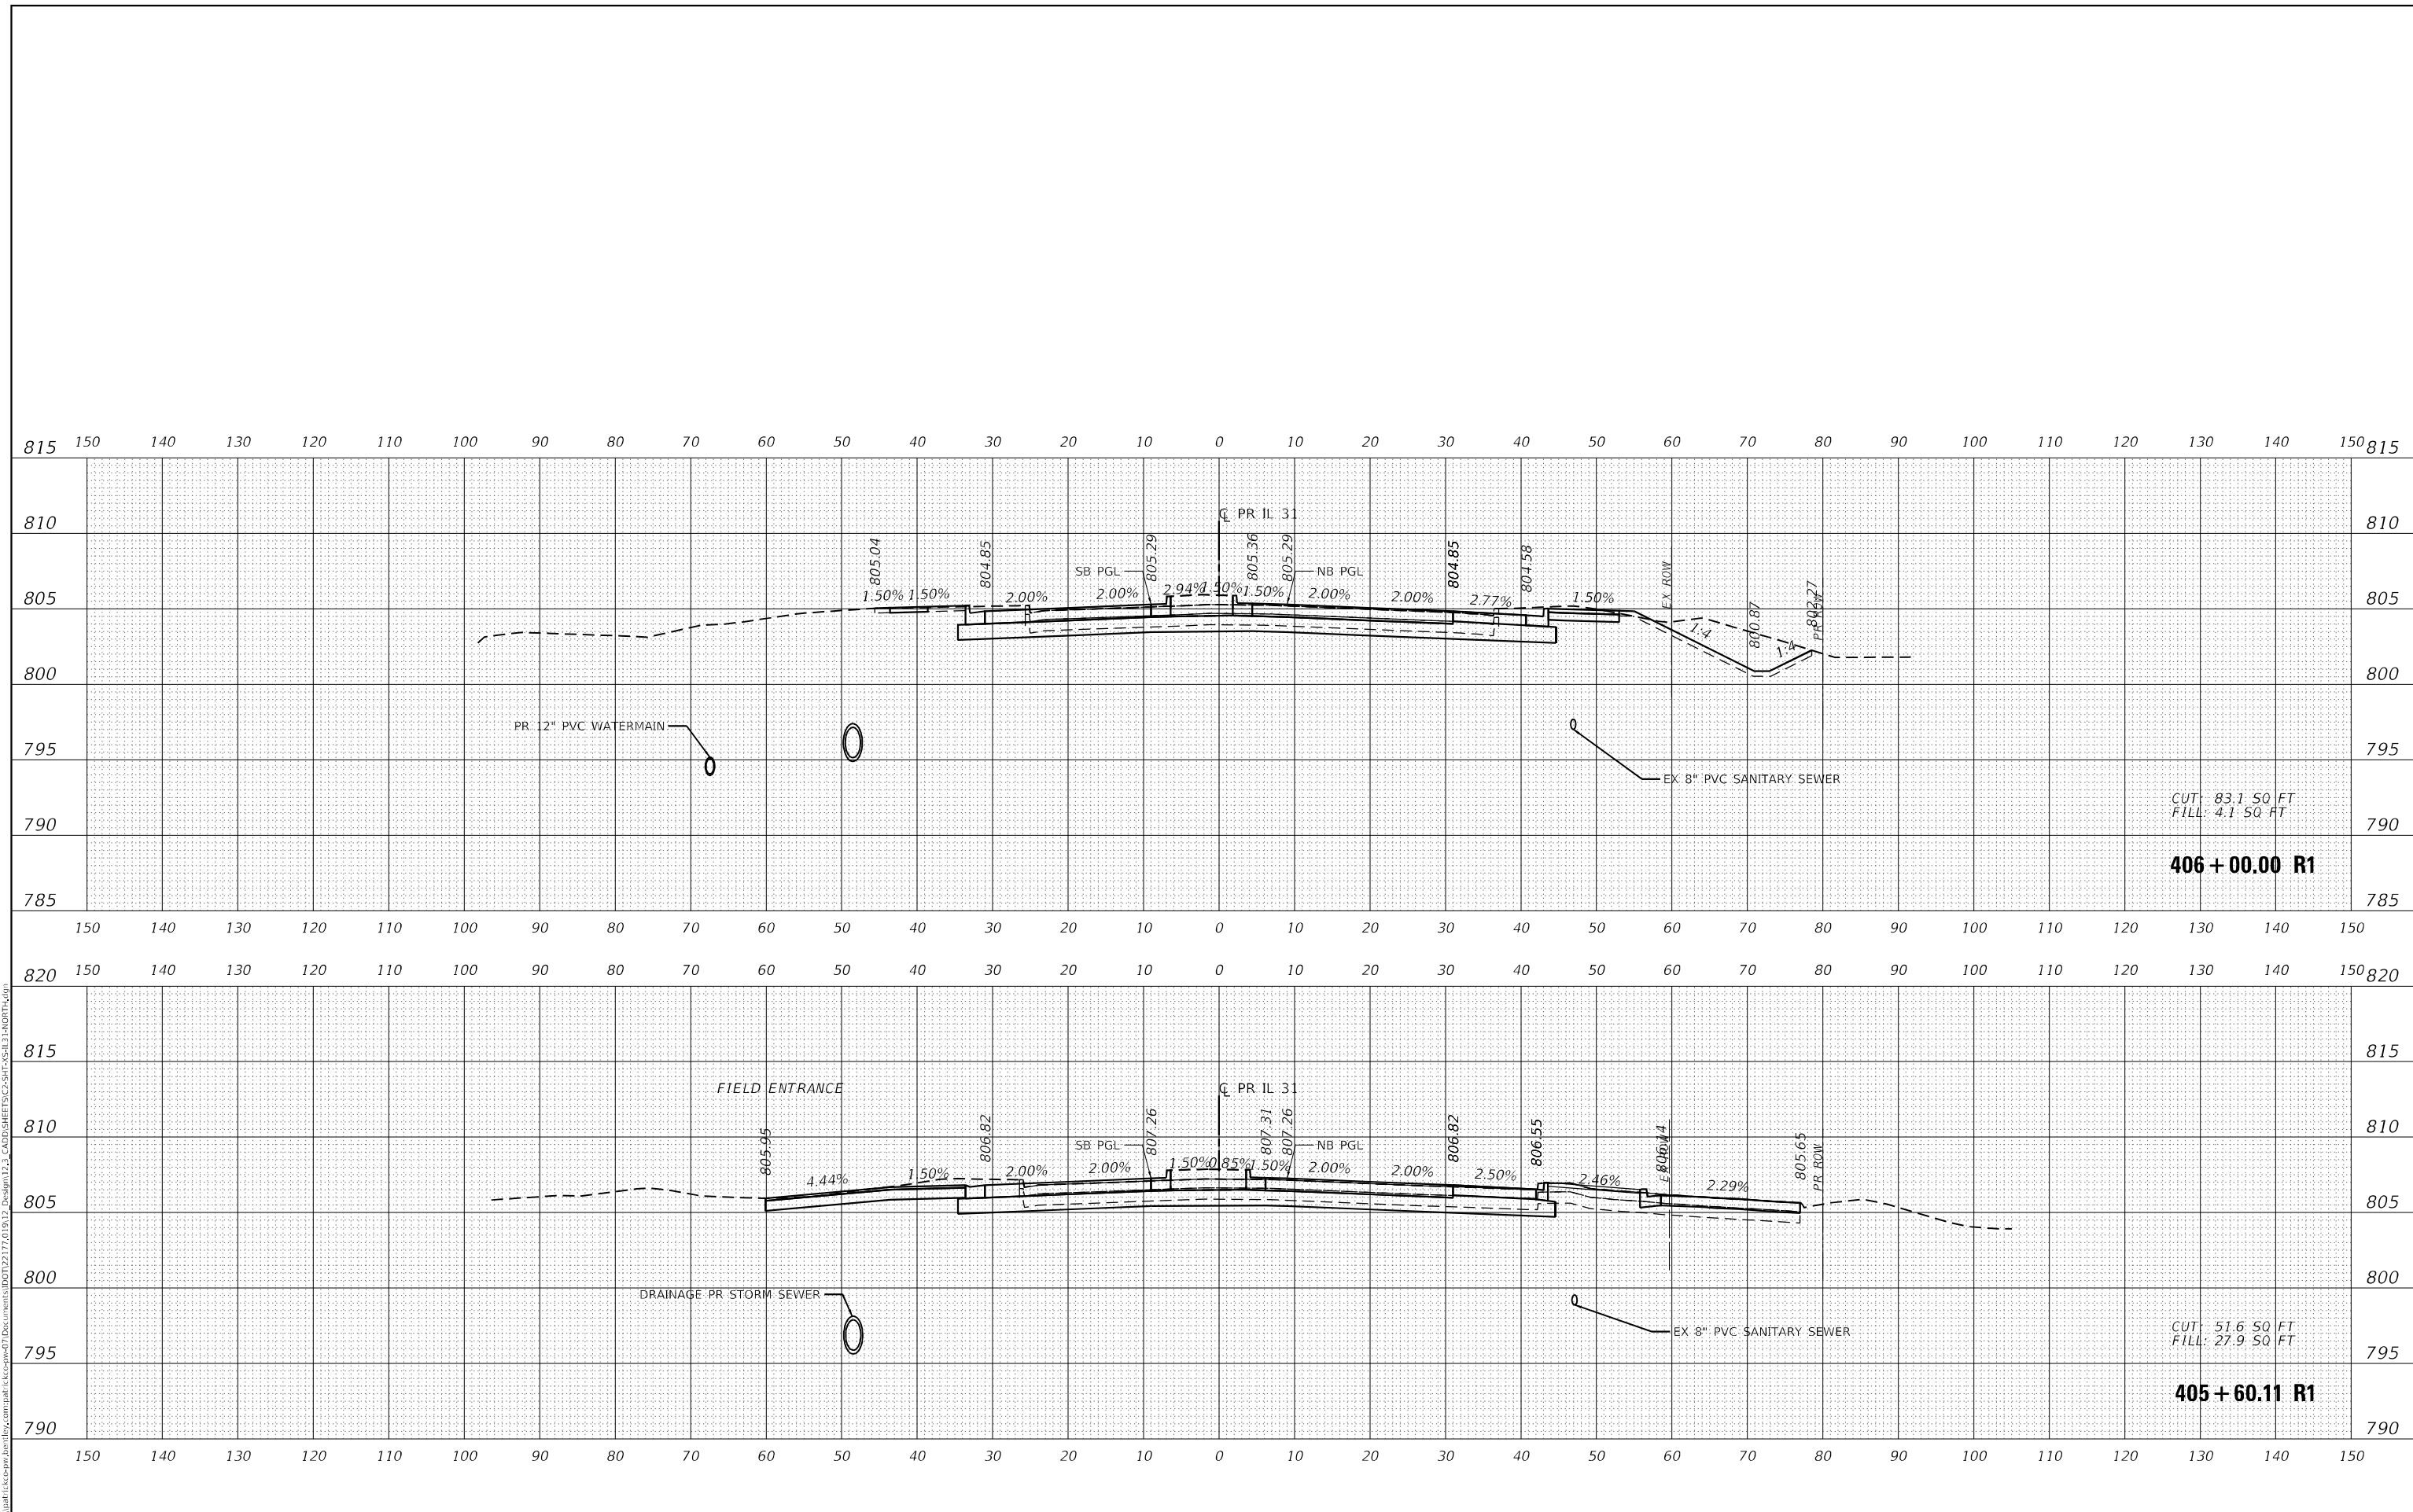 150 140 130 120 110 100 90 80 70 60 50 40 30 20 10 0 10 20 30 40 50 60 70 80 90 100 110 120 130 140 150
815 815
810 810
℄ PR IL 31
805.04 804.85 805.29 805.36 805.29 804.85 804.58 EX ROW 800.87 802.27 PR ROW
SB PGL NB PGL
1.50% 1.50% 2.00% 2.00% 2.94% 1.50% 1.50% 2.00% 2.00% 2.77% 1.50%
805 805
1:4 1:4
800 800
PR 12" PVC WATERMAIN
795 795
EX 8" PVC SANITARY SEWER
CUT: 83.1 SQ FT
FILL: 4.1 SQ FT
790 790
406+00.00 R1
785 785
150 140 130 120 110 100 90 80 70 60 50 40 30 20 10 0 10 20 30 40 50 60 70 80 90 100 110 120 130 140 150
150 140 130 120 110 100 90 80 70 60 50 40 30 20 10 0 10 20 30 40 50 60 70 80 90 100 110 120 130 140 150
820 820
815 815
FIELD ENTRANCE
℄ PR IL 31
810 810
805.95 806.82 807.26 807.31 807.26 806.82 806.55 806.14 EX ROW 805.65 PR ROW
SB PGL NB PGL
4.44% 1.50% 2.00% 2.00% 1.50% 0.85% 1.50% 2.00% 2.00% 2.50% 2.46% 2.29%
805 805
800 800
DRAINAGE PR STORM SEWER
EX 8" PVC SANITARY SEWER
CUT: 51.6 SQ FT
FILL: 27.9 SQ FT
795 795
405+60.11 R1
790 790
150 140 130 120 110 100 90 80 70 60 50 40 30 20 10 0 10 20 30 40 50 60 70 80 90 100 110 120 130 140 150